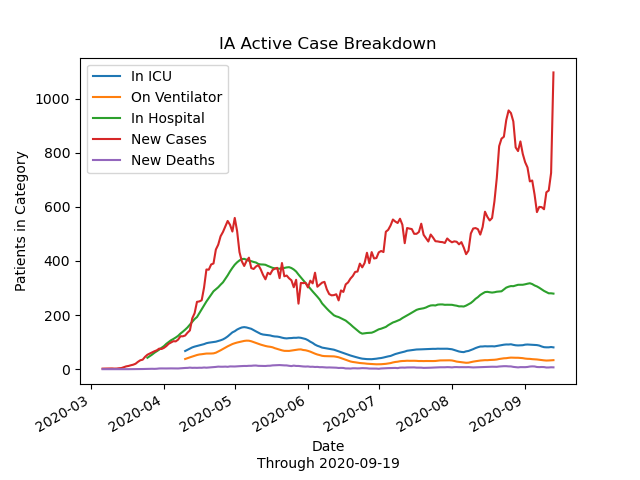 IA Active Case Breakdown
In ICU
On Ventilator
In Hospital
New Cases
New Deaths
Patients in Category
1000
800
600
400
200
0
2020-03
2020-04
2020-05
2020-06
2020-07
2020-08
2020-09
Date
Through 2020-09-19